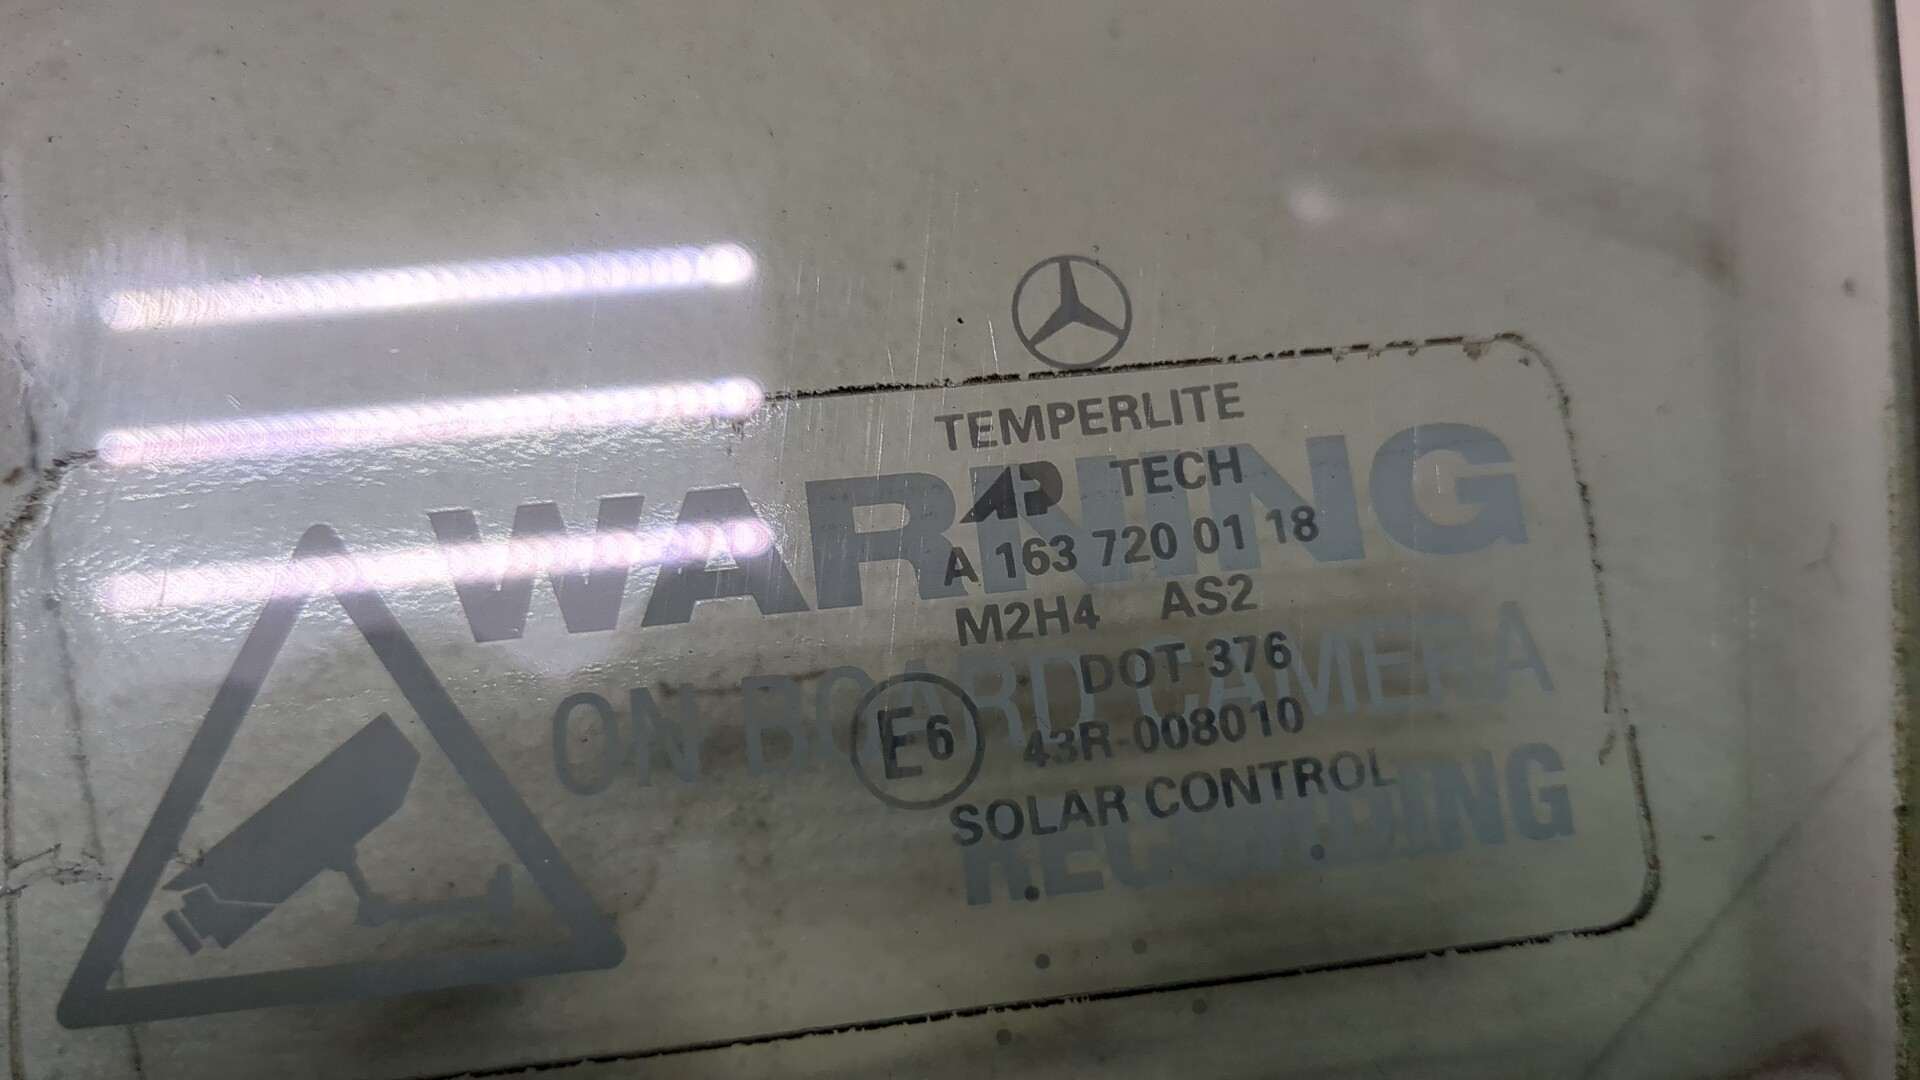 TEMPERLITE
AP TECH
A 163 720 01 18
M2H4 AS2
DOT-376
E6 43R-008010
SOLAR CONTROL
WARNING
ON BOARD CAMERA
RECORDING